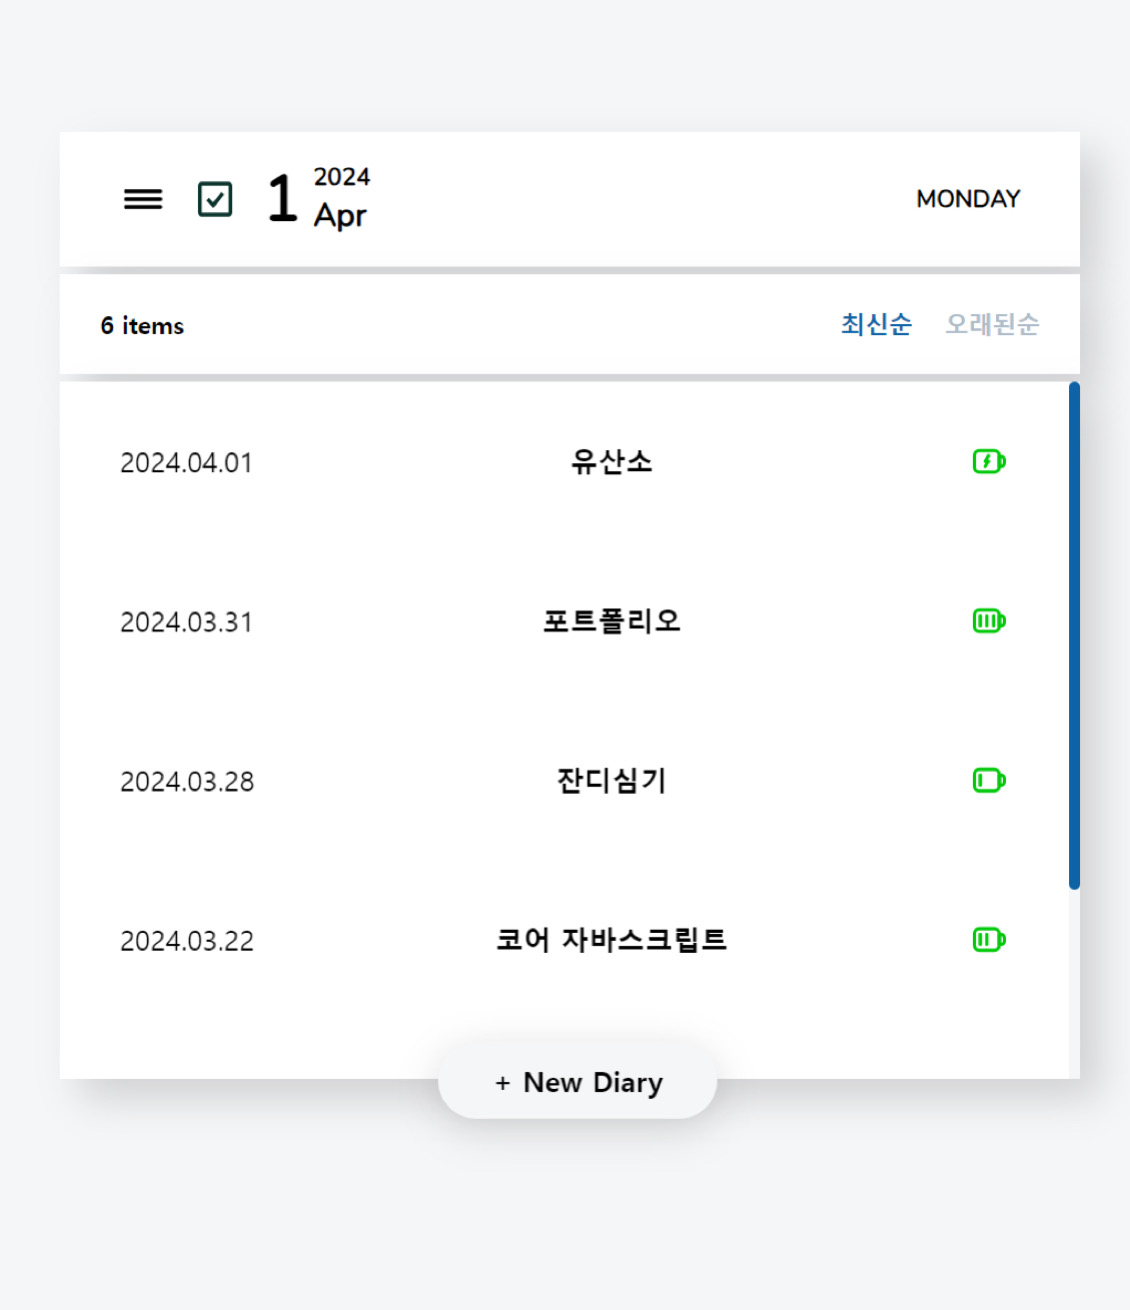 1 2024
Apr
MONDAY
6 items 최신순 오래된순
2024.04.01 유산소
2024.03.31 포트폴리오
2024.03.28 잔디심기
2024.03.22 코어 자바스크립트
+ New Diary